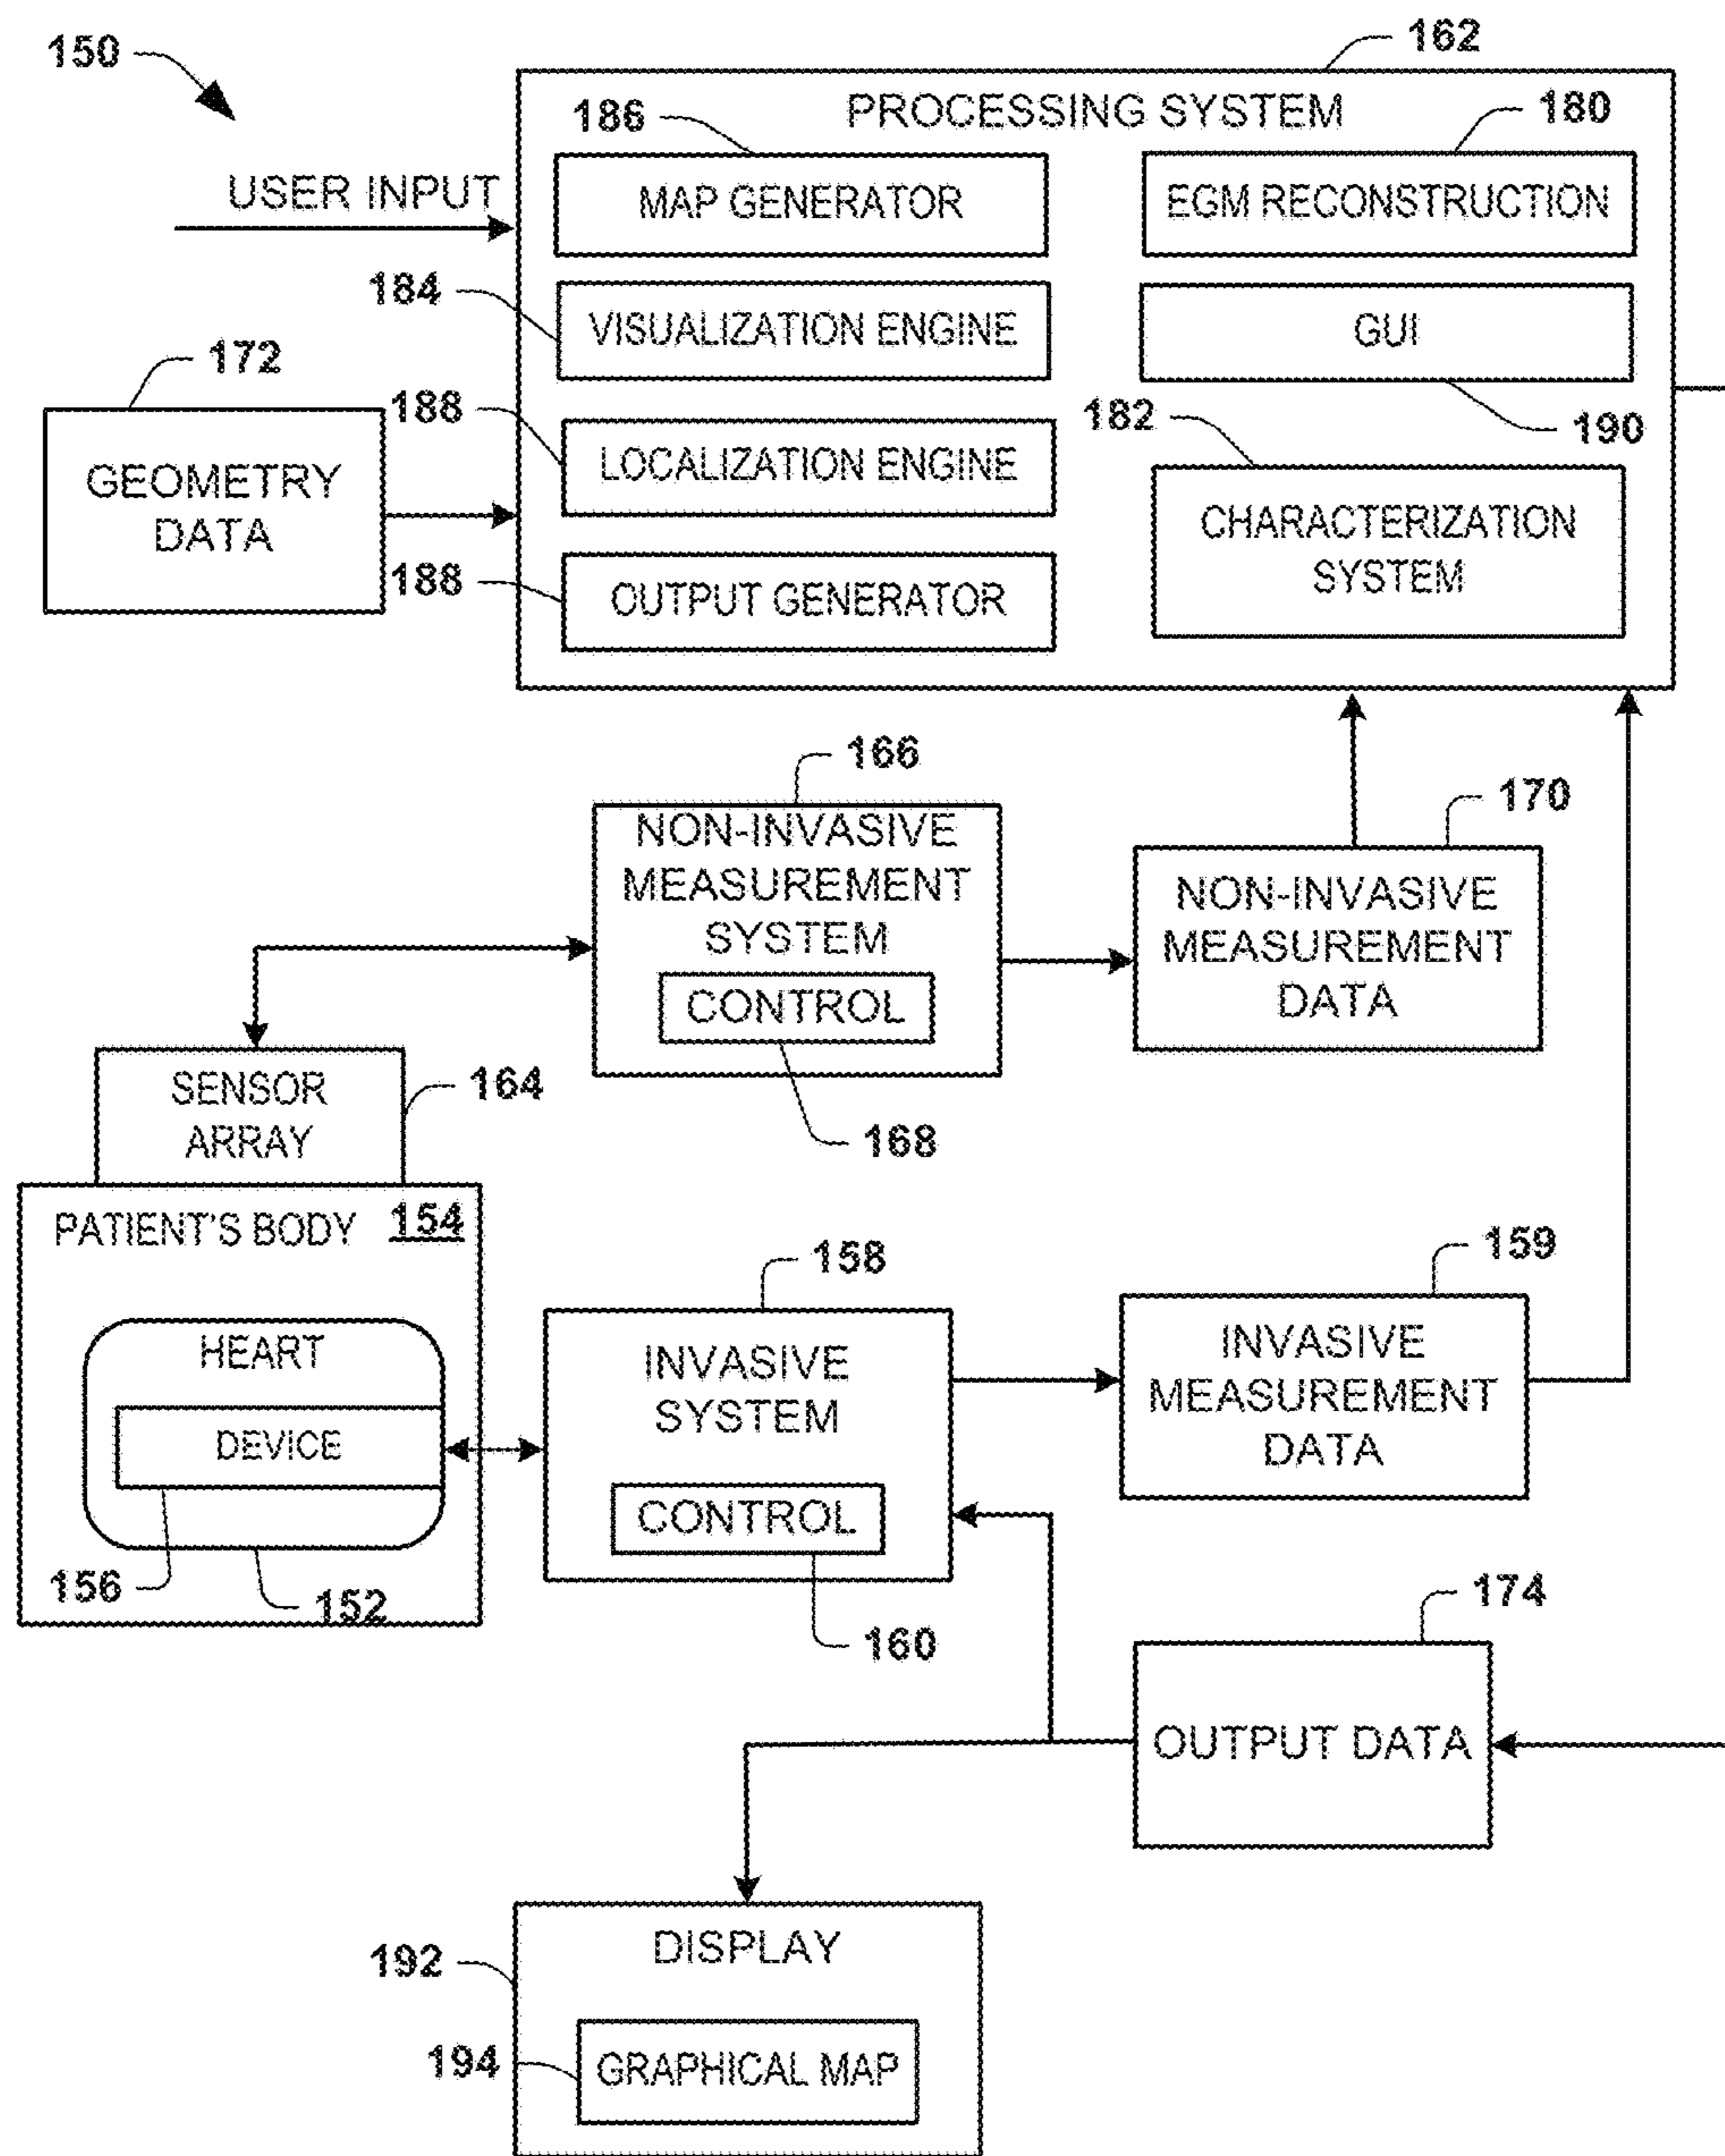 150
162
PROCESSING SYSTEM
186
180
USER INPUT
MAP GENERATOR
EGM RECONSTRUCTION
184
VISUALIZATION ENGINE
GUI
172
188
182
190
GEOMETRY
DATA
LOCALIZATION ENGINE
CHARACTERIZATION
SYSTEM
188
OUTPUT GENERATOR
166
170
NON-INVASIVE
MEASUREMENT
SYSTEM
CONTROL
NON-INVASIVE
MEASUREMENT
DATA
SENSOR
ARRAY
164
168
PATIENT'S BODY 154
158
159
HEART
DEVICE
INVASIVE
SYSTEM
CONTROL
INVASIVE
MEASUREMENT
DATA
156
152
160
174
OUTPUT DATA
192
DISPLAY
194
GRAPHICAL MAP